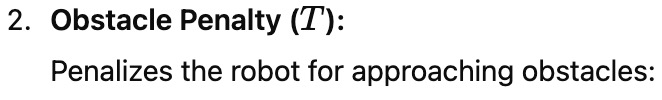 2. Obstacle Penalty (T):
Penalizes the robot for approaching obstacles: